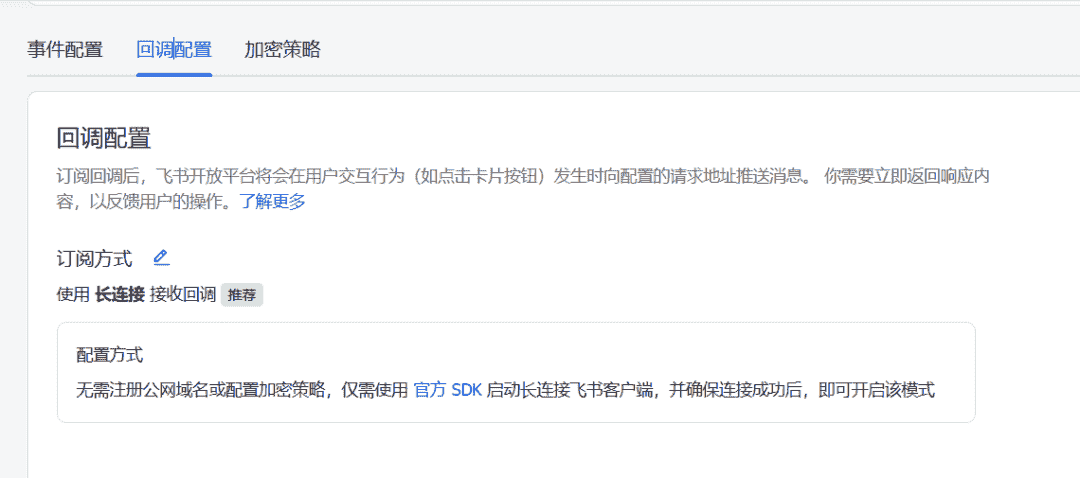 事件配置 回调配置 加密策略
回调配置
订阅回调后，飞书开放平台将会在用户交互行为（如点击卡片按钮）发生时向配置的请求地址推送消息。 你需要立即返回响应内
容，以反馈用户的操作。了解更多
订阅方式
使用 长连接 接收回调 推荐
配置方式
无需注册公网域名或配置加密策略，仅需使用 官方 SDK 启动长连接飞书客户端，并确保连接成功后，即可开启该模式